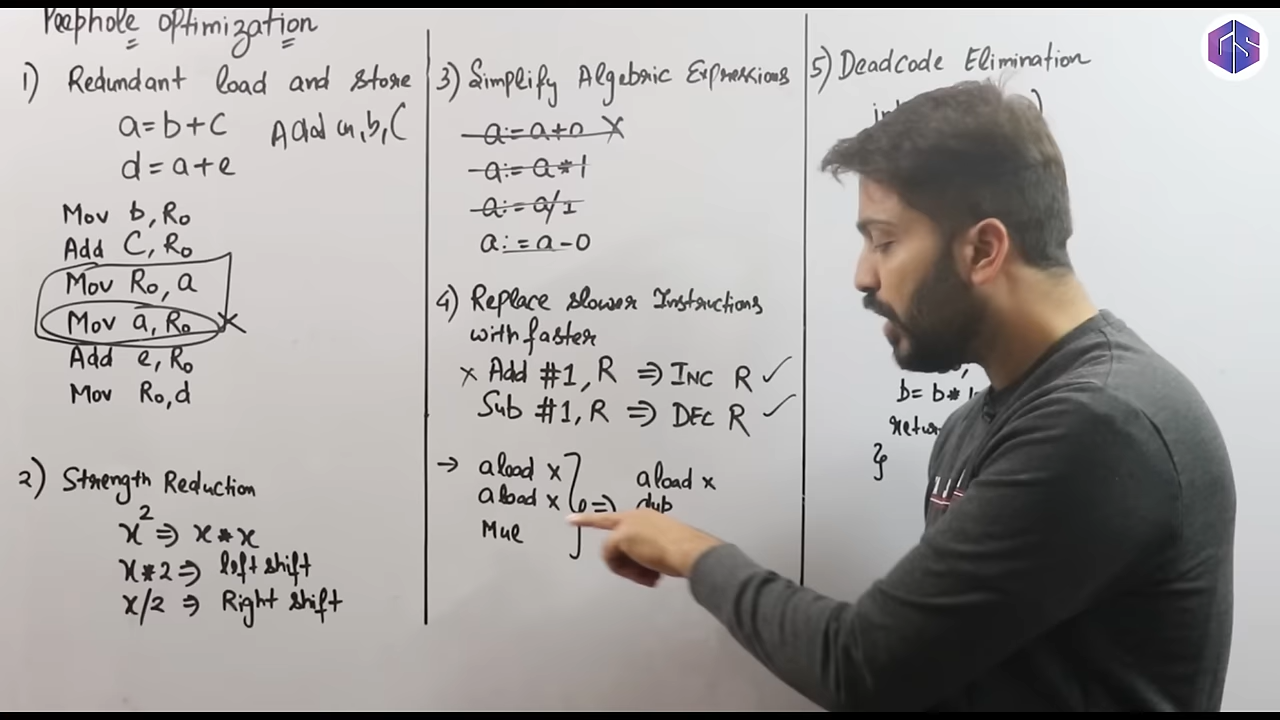 Peephole Optimization
1) Redundant load and store
a=b+c Add a,b,C
d=a+e
Mov b, R₀
Add C, R₀
Mov R₀, a
Mov a, R₀ X
Add e, R₀
Mov R₀, d
2) Strength Reduction
x² ⇒ x*x
x*2 ⇒ left shift
x/2 ⇒ Right shift
3) Simplify Algebric Expressions
a:= a+0 X
a:= a*1
a:= a/1
a:= a-0
4) Replace slower Instructions
with faster
x Add #1, R ⇒ INC R ✓
Sub #1, R ⇒ DEC R ✓
→ aload x
aload x
Mul
⇒ aload x
dup
5) Deadcode Elimination
int )
b= b*
}
GS